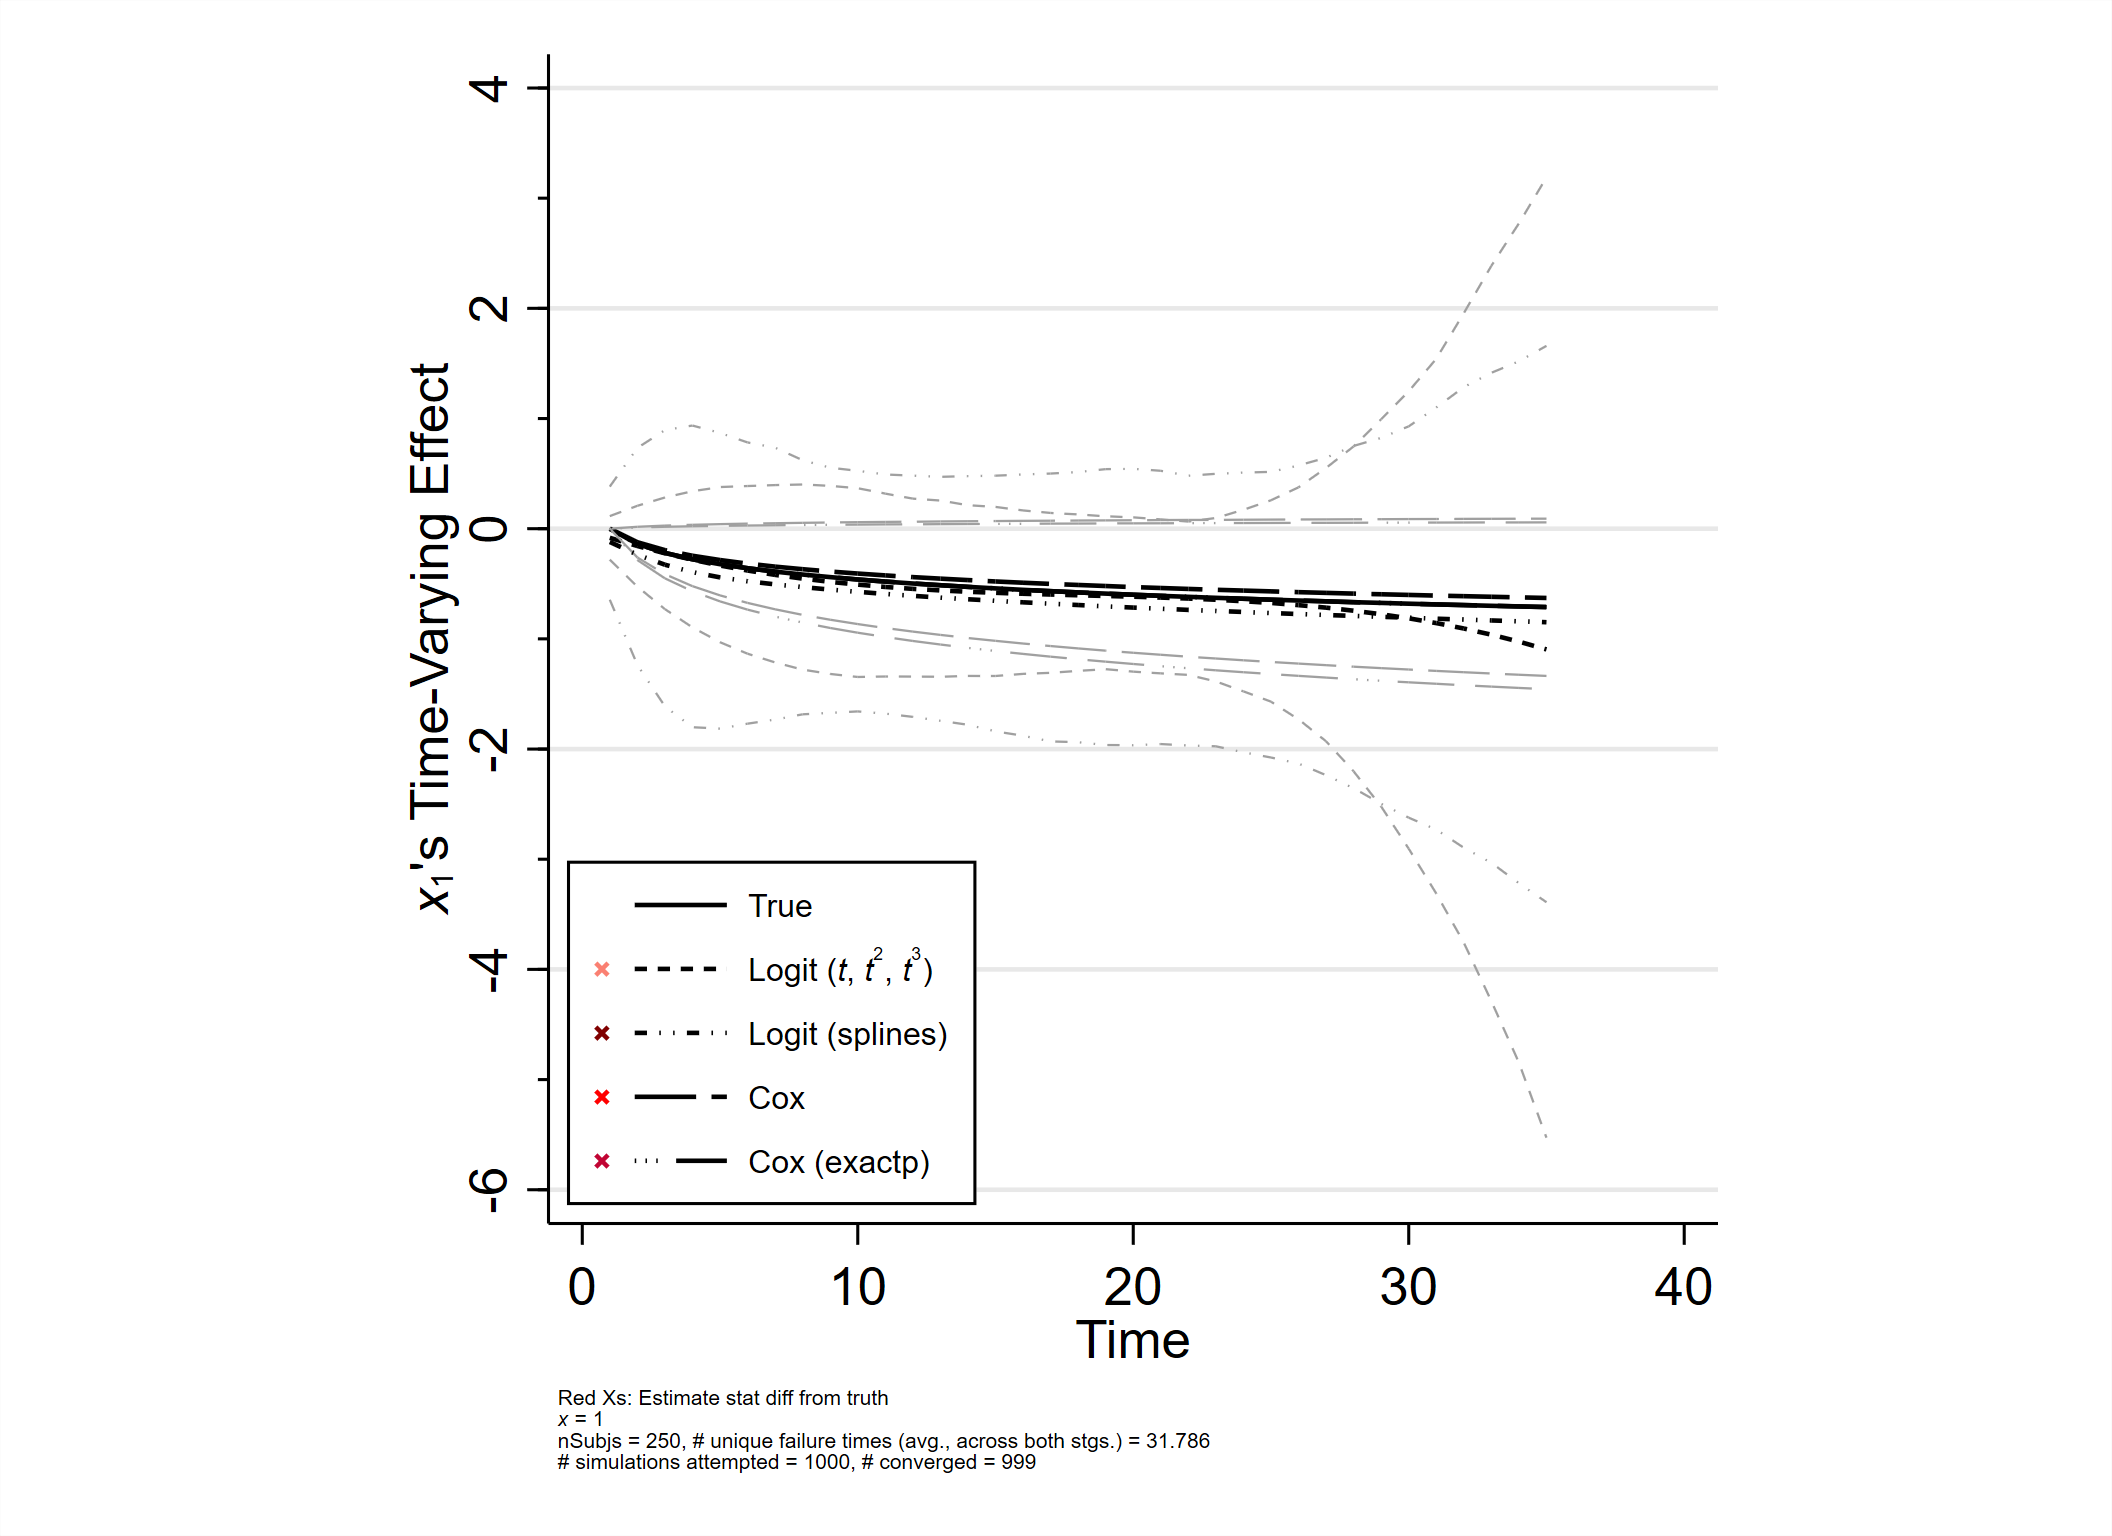 x1's Time-Varying Effect
4
2
0
-2
-4
-6
True
Logit (t, t2, t3)
Logit (splines)
Cox
Cox (exactp)
0 10 20 30 40
Time
Red Xs: Estimate stat diff from truth
x = 1
nSubjs = 250, # unique failure times (avg., across both stgs.) = 31.786
# simulations attempted = 1000, # converged = 999